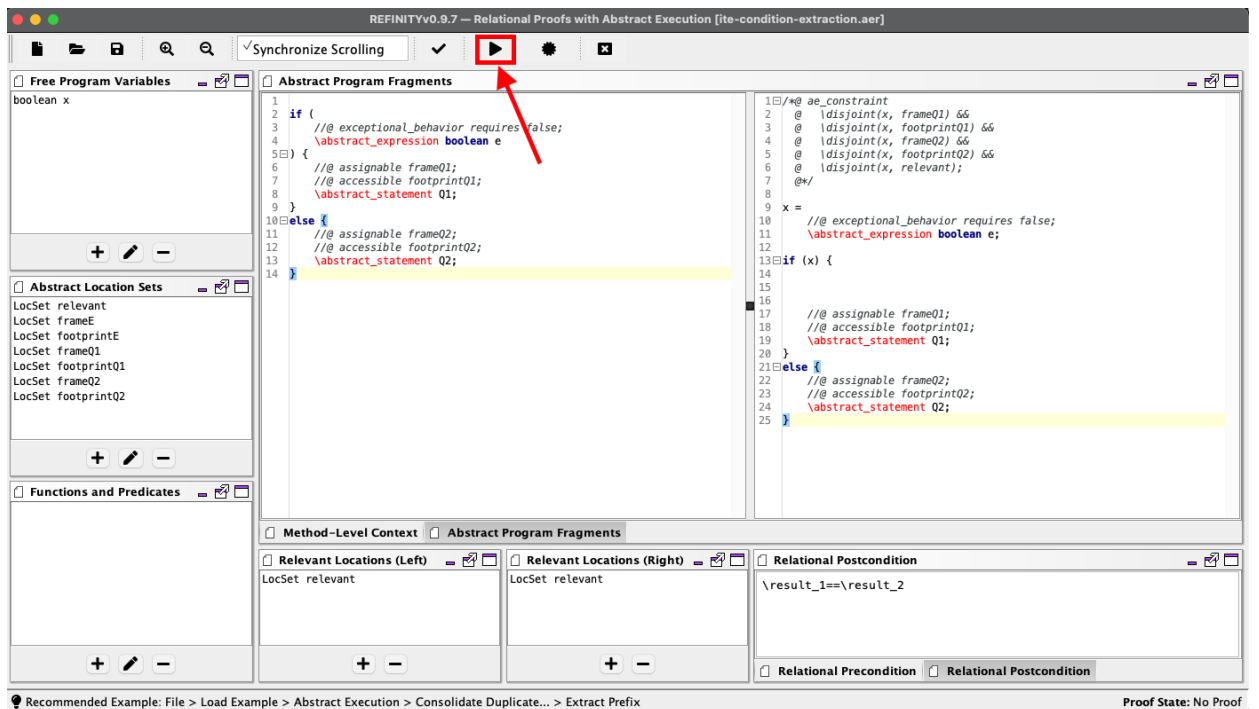 REFINITYv0.9.7 — Relational Proofs with Abstract Execution [ite-condition-extraction.aer]
✓Synchronize Scrolling
Free Program Variables
boolean x
Abstract Location Sets
LocSet relevant
LocSet frameE
LocSet footprintE
LocSet frameQ1
LocSet footprintQ1
LocSet frameQ2
LocSet footprintQ2
Functions and Predicates
Abstract Program Fragments
1
2 if (
3     //@ exceptional_behavior requires false;
4     \abstract_expression boolean e
5 ) {
6     //@ assignable frameQ1;
7     //@ accessible footprintQ1;
8     \abstract_statement Q1;
9 }
10 else {
11     //@ assignable frameQ2;
12     //@ accessible footprintQ2;
13     \abstract_statement Q2;
14 }
1 /*@ ae_constraint
2   @   \disjoint(x, frameQ1) &&
3   @   \disjoint(x, footprintQ1) &&
4   @   \disjoint(x, frameQ2) &&
5   @   \disjoint(x, footprintQ2) &&
6   @   \disjoint(x, relevant);
7   @*/
8
9 x =
10     //@ exceptional_behavior requires false;
11     \abstract_expression boolean e;
12
13 if (x) {
14
15
16
17     //@ assignable frameQ1;
18     //@ accessible footprintQ1;
19     \abstract_statement Q1;
20 }
21 else {
22     //@ assignable frameQ2;
23     //@ accessible footprintQ2;
24     \abstract_statement Q2;
25 }
Method-Level Context Abstract Program Fragments
Relevant Locations (Left)
LocSet relevant
Relevant Locations (Right)
LocSet relevant
Relational Postcondition
\result_1==\result_2
Relational Precondition Relational Postcondition
Recommended Example: File > Load Example > Abstract Execution > Consolidate Duplicate... > Extract Prefix
Proof State: No Proof